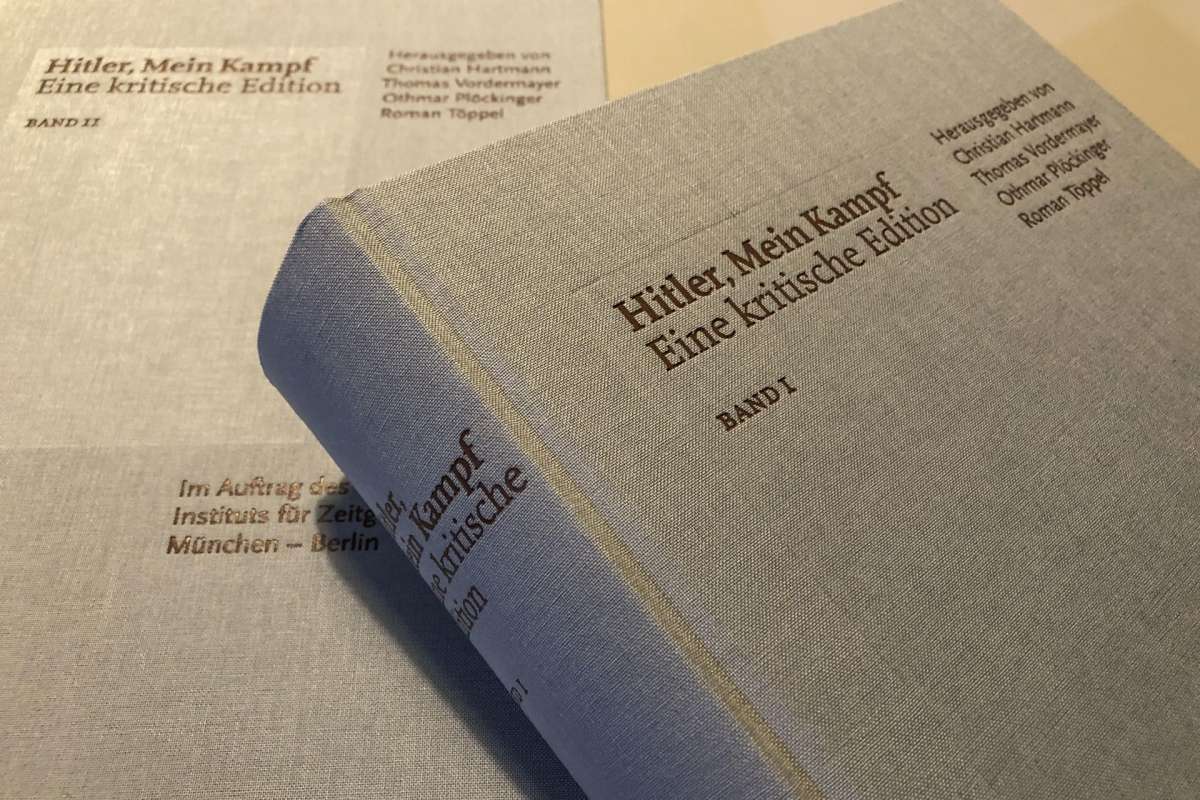 Hitler, Mein Kampf
Eine kritische Edition
BAND II
Herausgegeben von
Christian Hartmann
Thomas Vordermayer
Othmar Plöckinger
Roman Töppel
Im Auftrag des
Instituts für Zeitg
München – Berlin
Hitler, Mein Kampf
Eine kritische Edition
BAND I
Herausgegeben von
Christian Hartmann
Thomas Vordermayer
Othmar Plöckinger
Roman Töppel
Kampf
kritische